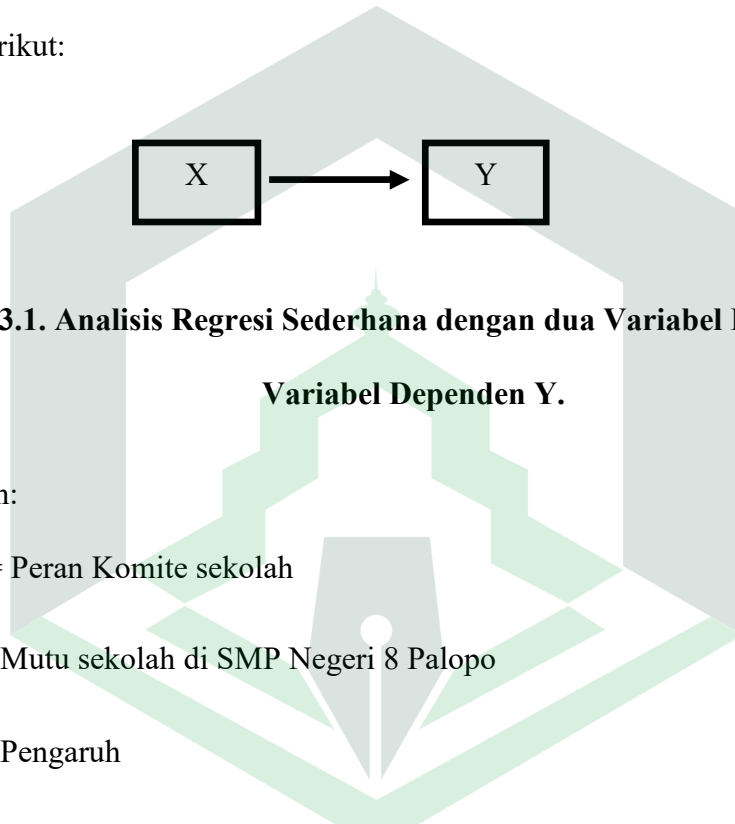 rikut:
X Y
3.1. Analisis Regresi Sederhana dengan dua Variabel
Variabel Dependen Y.
n:
= Peran Komite sekolah
Mutu sekolah di SMP Negeri 8 Palopo
Pengaruh